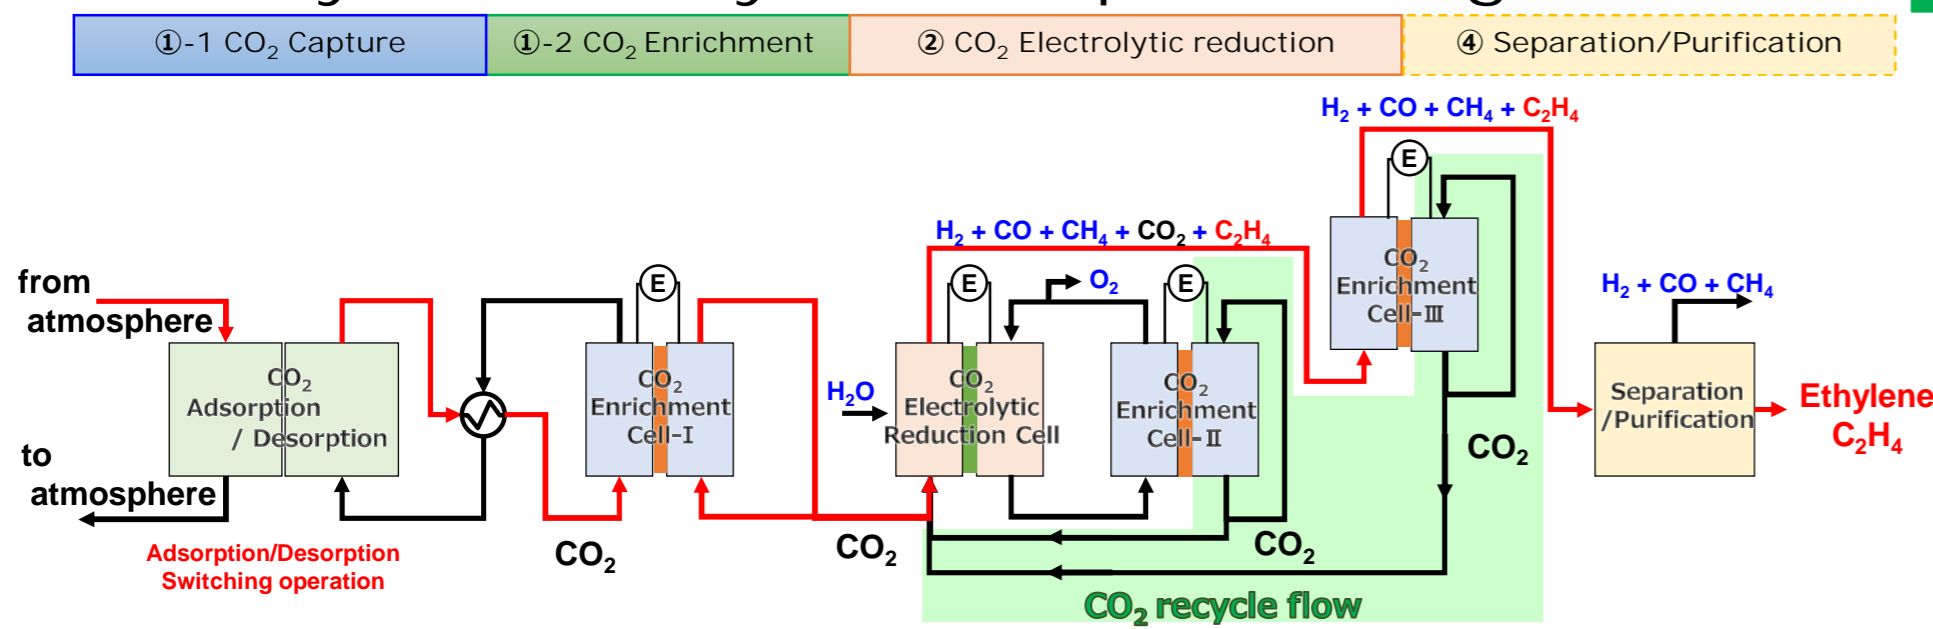 ①-1 CO₂ Capture
①-2 CO₂ Enrichment
② CO₂ Electrolytic reduction
④ Separation/Purification
H₂ + CO + CH₄ + C₂H₄
E
H₂ + CO + CH₄ + CO₂ + C₂H₄
from
atmosphere
E
E
O₂
E
CO₂
Enrichment
Cell-Ⅲ
H₂ + CO + CH₄
CO₂
Adsorption
/ Desorption
CO₂
Enrichment
Cell-Ⅰ
H₂O
CO₂
Electrolytic
Reduction Cell
CO₂
Enrichment
Cell-Ⅱ
Separation
/Purification
Ethylene
C₂H₄
to
atmosphere
CO₂
Adsorption/Desorption
Switching operation
CO₂
CO₂
CO₂
CO₂ recycle flow